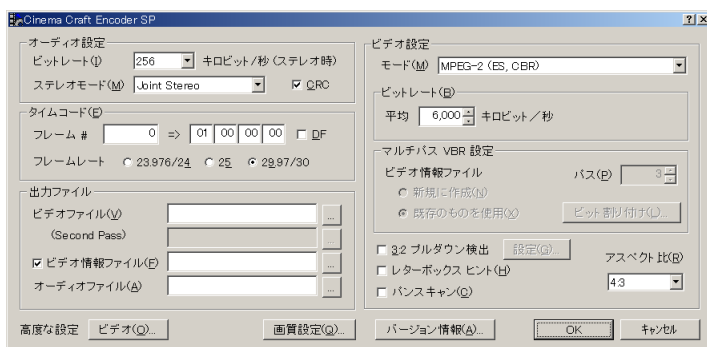 Cinema Craft Encoder SP
オーディオ設定
ビットレート(I) 256 キロビット/秒 (ステレオ時)
ステレオモード(M) Joint Stereo CRC
タイムコード(E)
フレーム # 0 => 01 00 00 00 DF
フレームレート 23.976/24 25 29.97/30
出力ファイル
ビデオファイル(V) ...
(Second Pass) ...
ビデオ情報ファイル(F) ...
オーディオファイル(A) ...
高度な設定 ビデオ(O)... 画質設定(Q)...
ビデオ設定
モード(M) MPEG-2 (ES, CBR)
ビットレート(B)
平均 6,000 キロビット/秒
マルチパス VBR 設定
ビデオ情報ファイル パス(P) 3
新規に作成(N)
既存のものを使用(X) ビット割り付け(L)...
3:2 プルダウン検出 設定(G)...
レターボックス ヒント(H) アスペクト比(R)
パンスキャン(C) 4:3
バージョン情報(A)... OK キャンセル